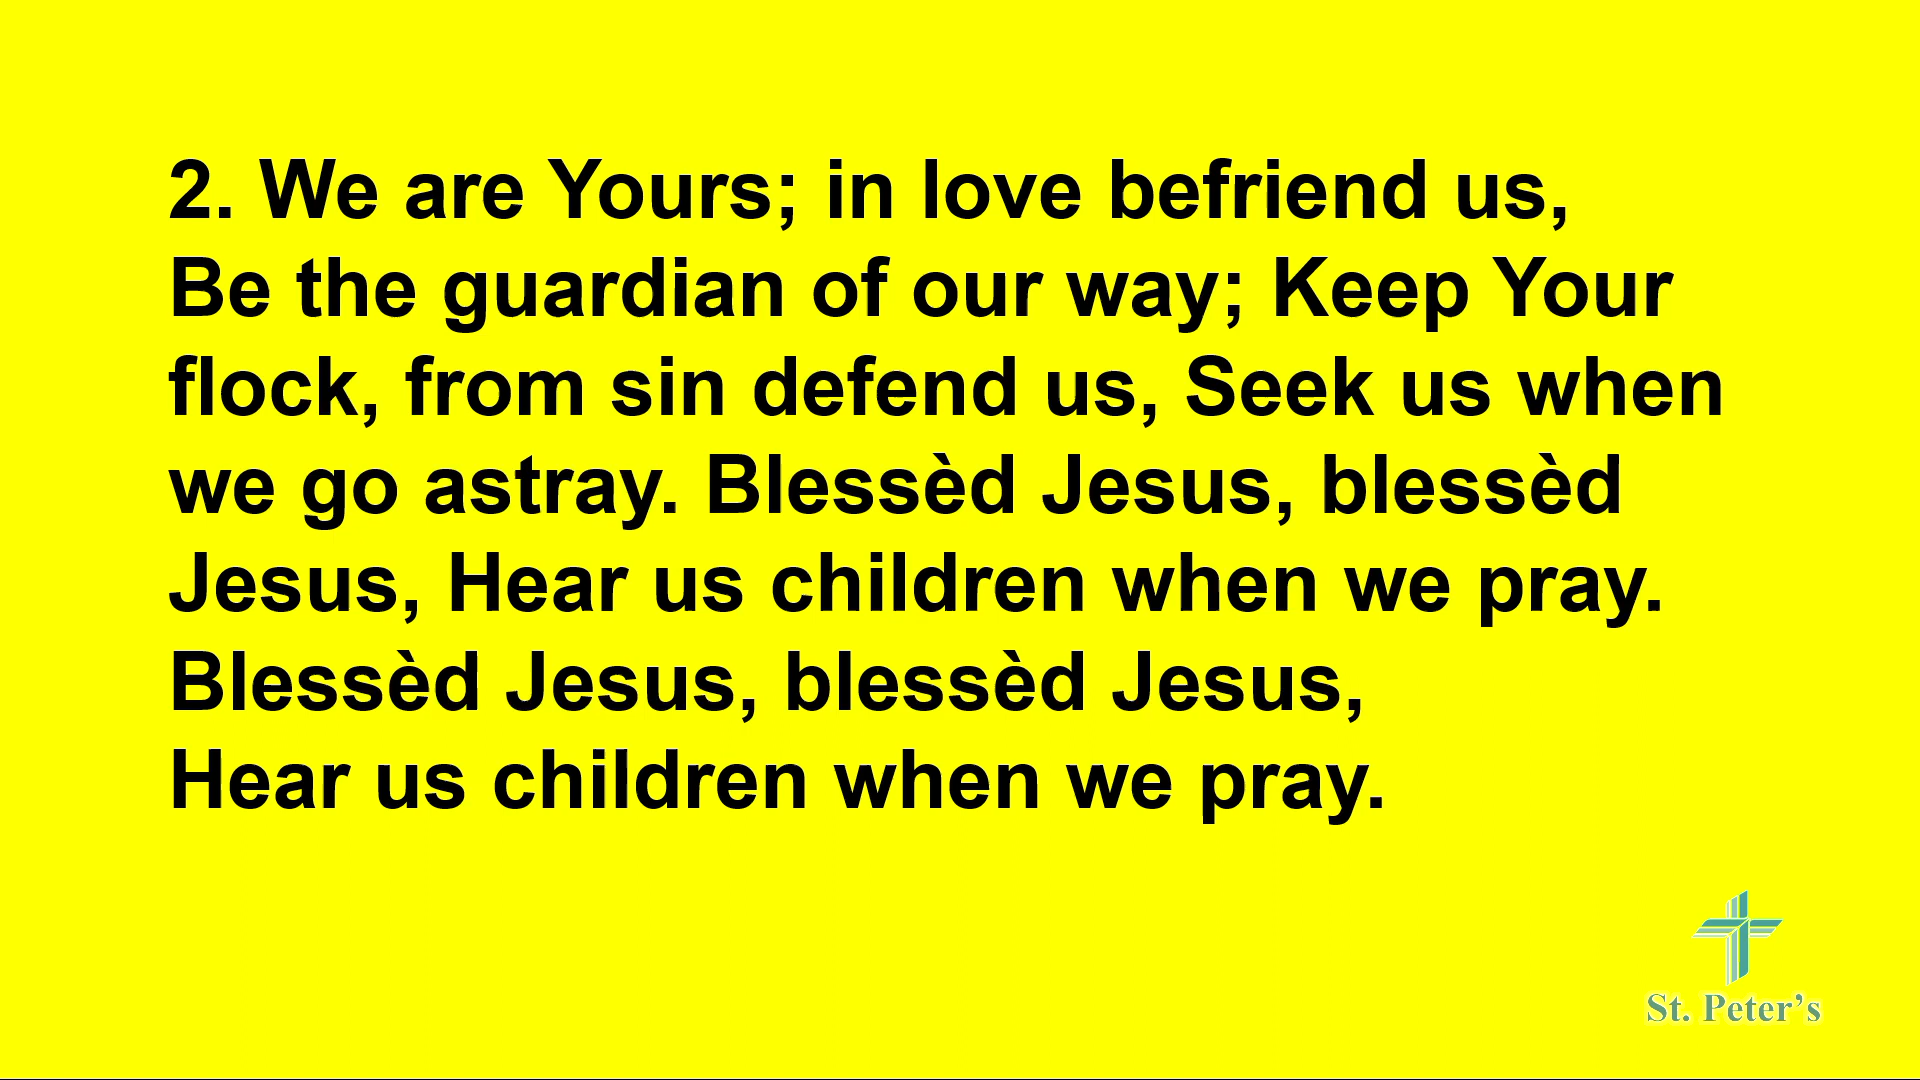 2. We are Yours; in love befriend us,
Be the guardian of our way; Keep Your
flock, from sin defend us, Seek us when
we go astray. Blessèd Jesus, blessèd
Jesus, Hear us children when we pray.
Blessèd Jesus, blessèd Jesus,
Hear us children when we pray.
St. Peter’s